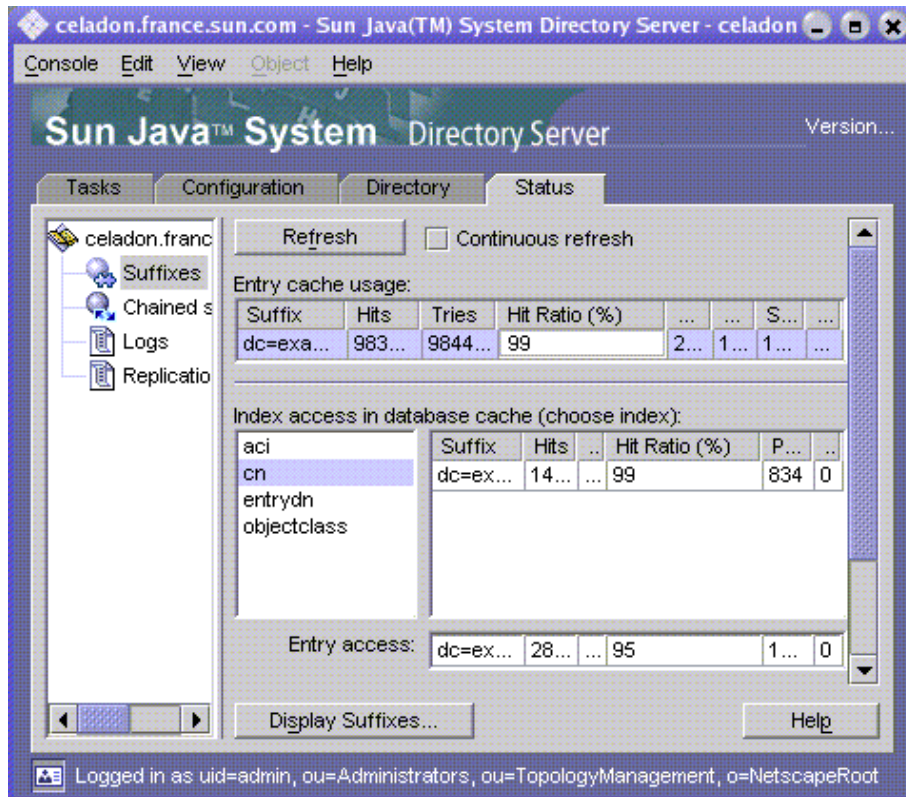 celadon.france.sun.com - Sun Java(TM) System Directory Server - celadon
Console Edit View Object Help
Sun Java™ System Directory Server
Version...
Tasks Configuration Directory Status
celadon.franc
Suffixes
Chained s
Logs
Replicatio
Refresh Continuous refresh
Entry cache usage:
Suffix Hits Tries Hit Ratio (%) ... ... S... ...
dc=exa... 983... 9844... 99 2... 1... 1... ...
Index access in database cache (choose index):
aci
cn
entrydn
objectclass
Suffix Hits .. Hit Ratio (%) P... ..
dc=ex... 14... ... 99 834 0
Entry access: dc=ex... 28... ... 95 1... 0
Display Suffixes... Help
Logged in as uid=admin, ou=Administrators, ou=TopologyManagement, o=NetscapeRoot